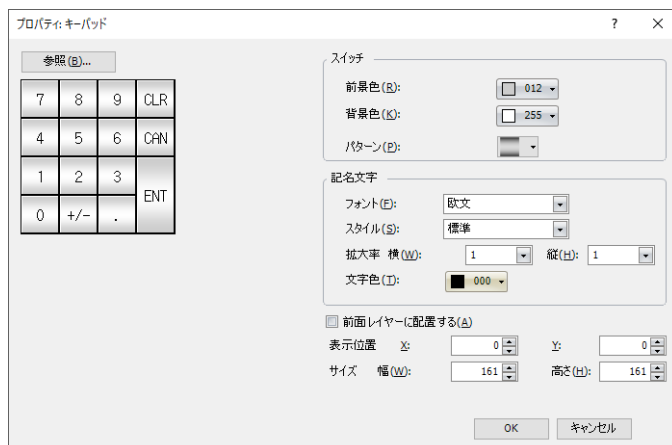 プロパティ: キーパッド
?
参照(B)...
7 8 9 CLR
4 5 6 CAN
1 2 3 ENT
0 +/- .
スイッチ
前景色(R): 012
背景色(K): 255
パターン(P):
記名文字
フォント(F): 欧文
スタイル(S): 標準
拡大率 横(W): 1 縦(H): 1
文字色(T): 000
前面レイヤーに配置する(A)
表示位置 X: 0 Y: 0
サイズ 幅(W): 161 高さ(H): 161
OK キャンセル